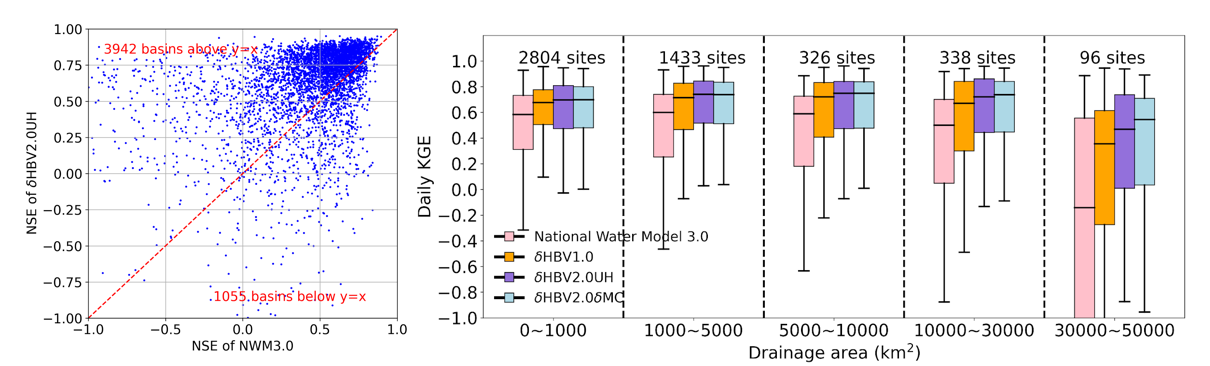 1.00
0.75
0.50
0.25
0.00
−0.25
−0.50
−0.75
−1.00
−1.0
−0.5
0.0
0.5
1.0
NSE of δHBV2.0UH
NSE of NWM3.0
3942 basins above y=x
1055 basins below y=x
1.0
0.8
0.6
0.4
0.2
0.0
−0.2
−0.4
−0.6
−0.8
−1.0
Daily KGE
2804 sites
1433 sites
326 sites
338 sites
96 sites
National Water Model 3.0
δHBV1.0
δHBV2.0UH
δHBV2.0δMC
0~1000
1000~5000
5000~10000
10000~30000
30000~50000
Drainage area (km²)